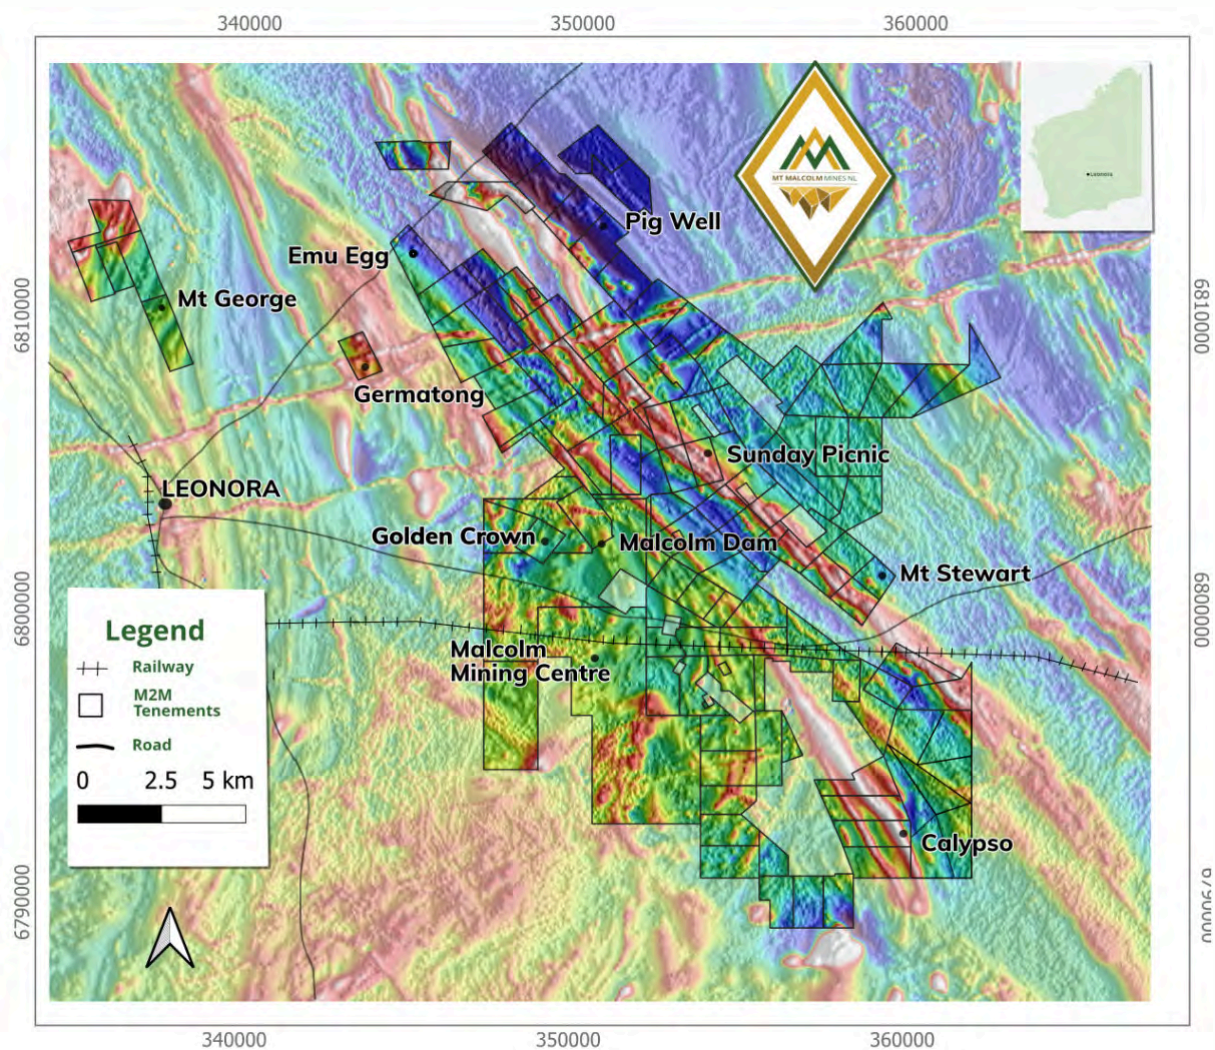 340000
350000
360000
MT MALCOLM MINES NL
Leonora
Pig Well
Emu Egg
Mt George
6810000
6810000
Germatong
Sunday Picnic
LEONORA
Golden Crown
Malcolm Dam
Mt Stewart
6800000
6800000
Legend
Railway
M2M
Tenements
Road
0 2.5 5 km
Malcolm
Mining Centre
Calypso
6790000
6790000
340000
350000
360000